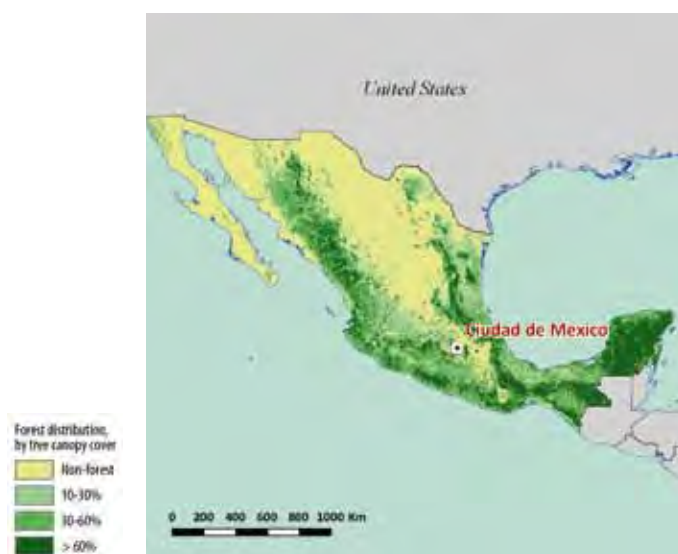 United States
Ciudad de Mexico
Forest distribution,
by tree canopy cover
Non-forest
10-30%
30-60%
> 60%
0 200 400 600 800 1000 Km